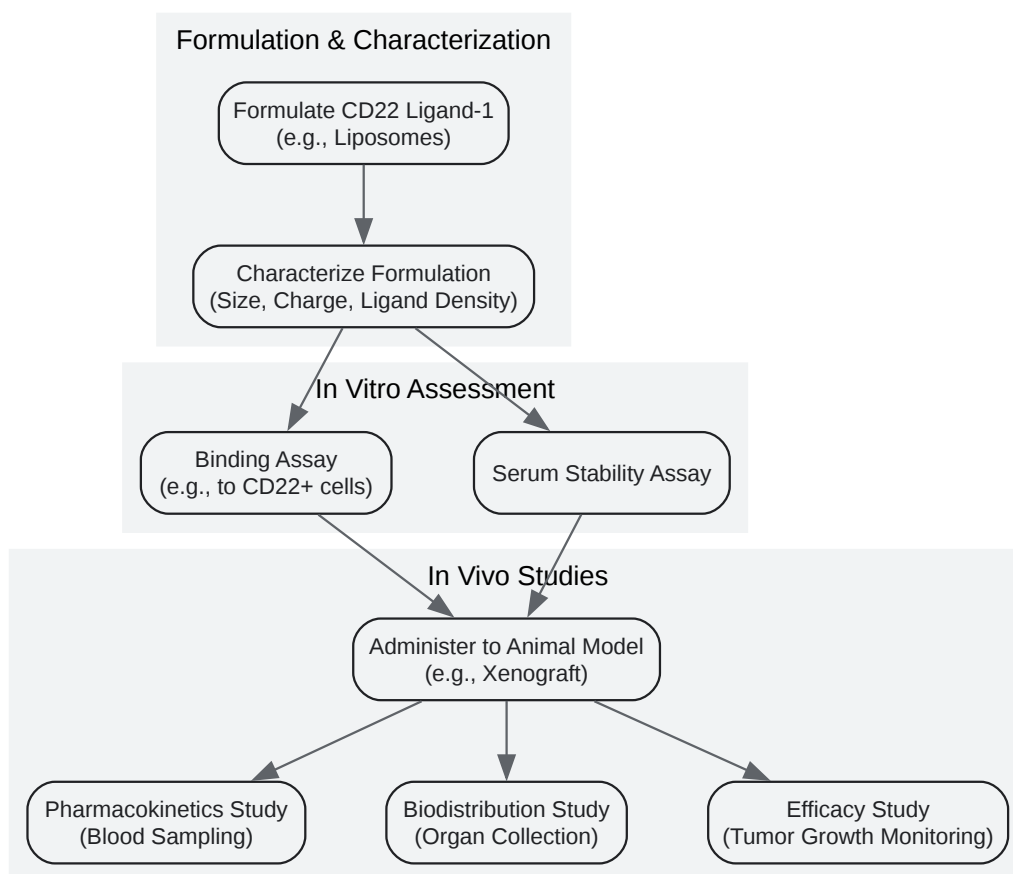 Formulation & Characterization
Formulate CD22 Ligand-1
(e.g., Liposomes)
Characterize Formulation
(Size, Charge, Ligand Density)
In Vitro Assessment
Binding Assay
(e.g., to CD22+ cells)
Serum Stability Assay
In Vivo Studies
Administer to Animal Model
(e.g., Xenograft)
Pharmacokinetics Study
(Blood Sampling)
Biodistribution Study
(Organ Collection)
Efficacy Study
(Tumor Growth Monitoring)